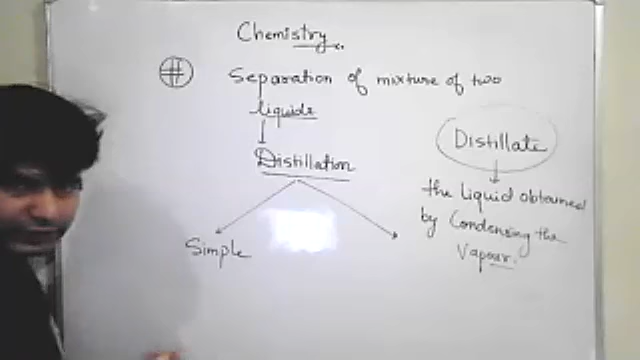 Chemistry.
# Separation of mixture of two
liquids
Distillation
Simple
Distillate
the liquid obtained
by Condensing the
Vapour.